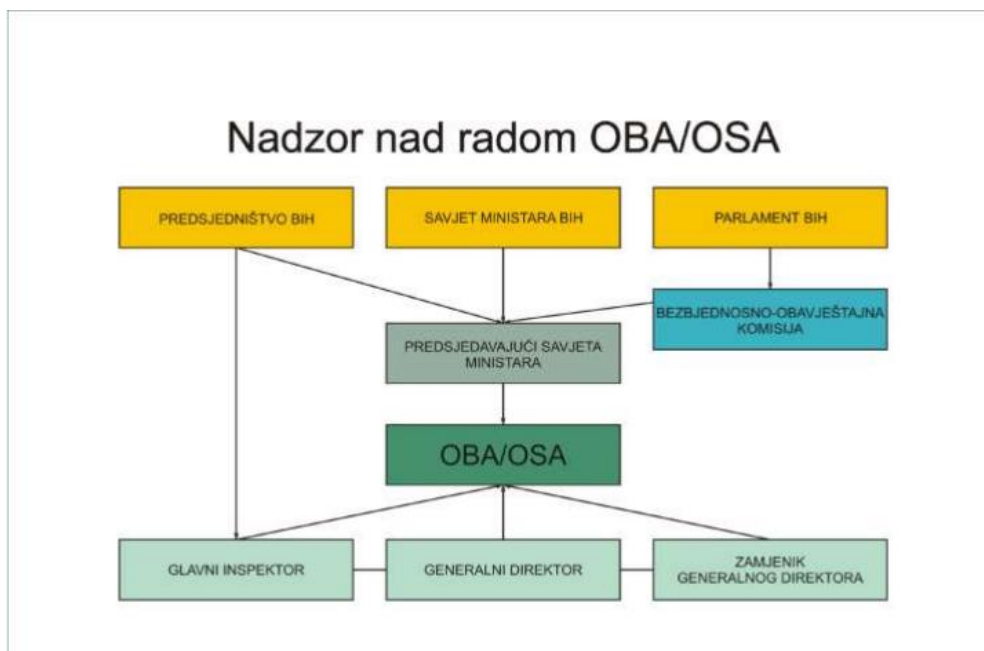 Nadzor nad radom OBA/OSA
PREDSJEDNIŠTVO BIH
SAVJET MINISTARA BIH
PARLAMENT BIH
BEZBJEDNOSNO-OBAVJEŠTAJNA
KOMISIJA
PREDSJEDAVAJUĆI SAVJETA
MINISTARA
OBA/OSA
GLAVNI INSPEKTOR
GENERALNI DIREKTOR
ZAMJENIK
GENERALNOG DIREKTORA